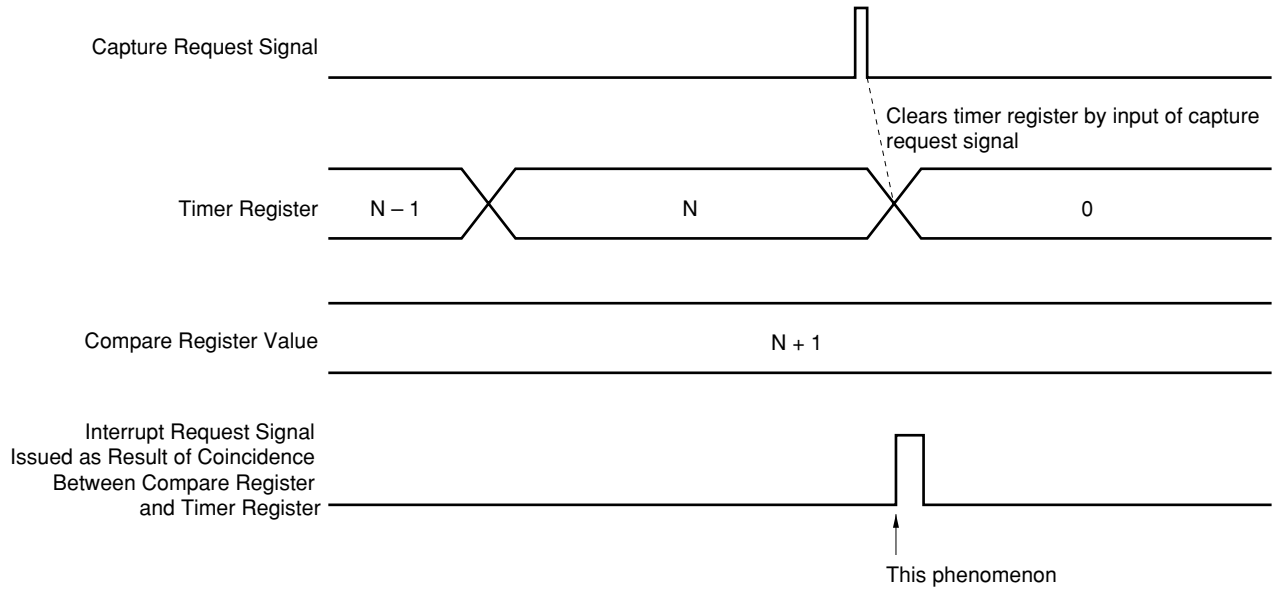 Capture Request Signal
Clears timer register by input of capture
request signal
Timer Register
N – 1
N
0
Compare Register Value
N + 1
Interrupt Request Signal
Issued as Result of Coincidence
Between Compare Register
and Timer Register
This phenomenon